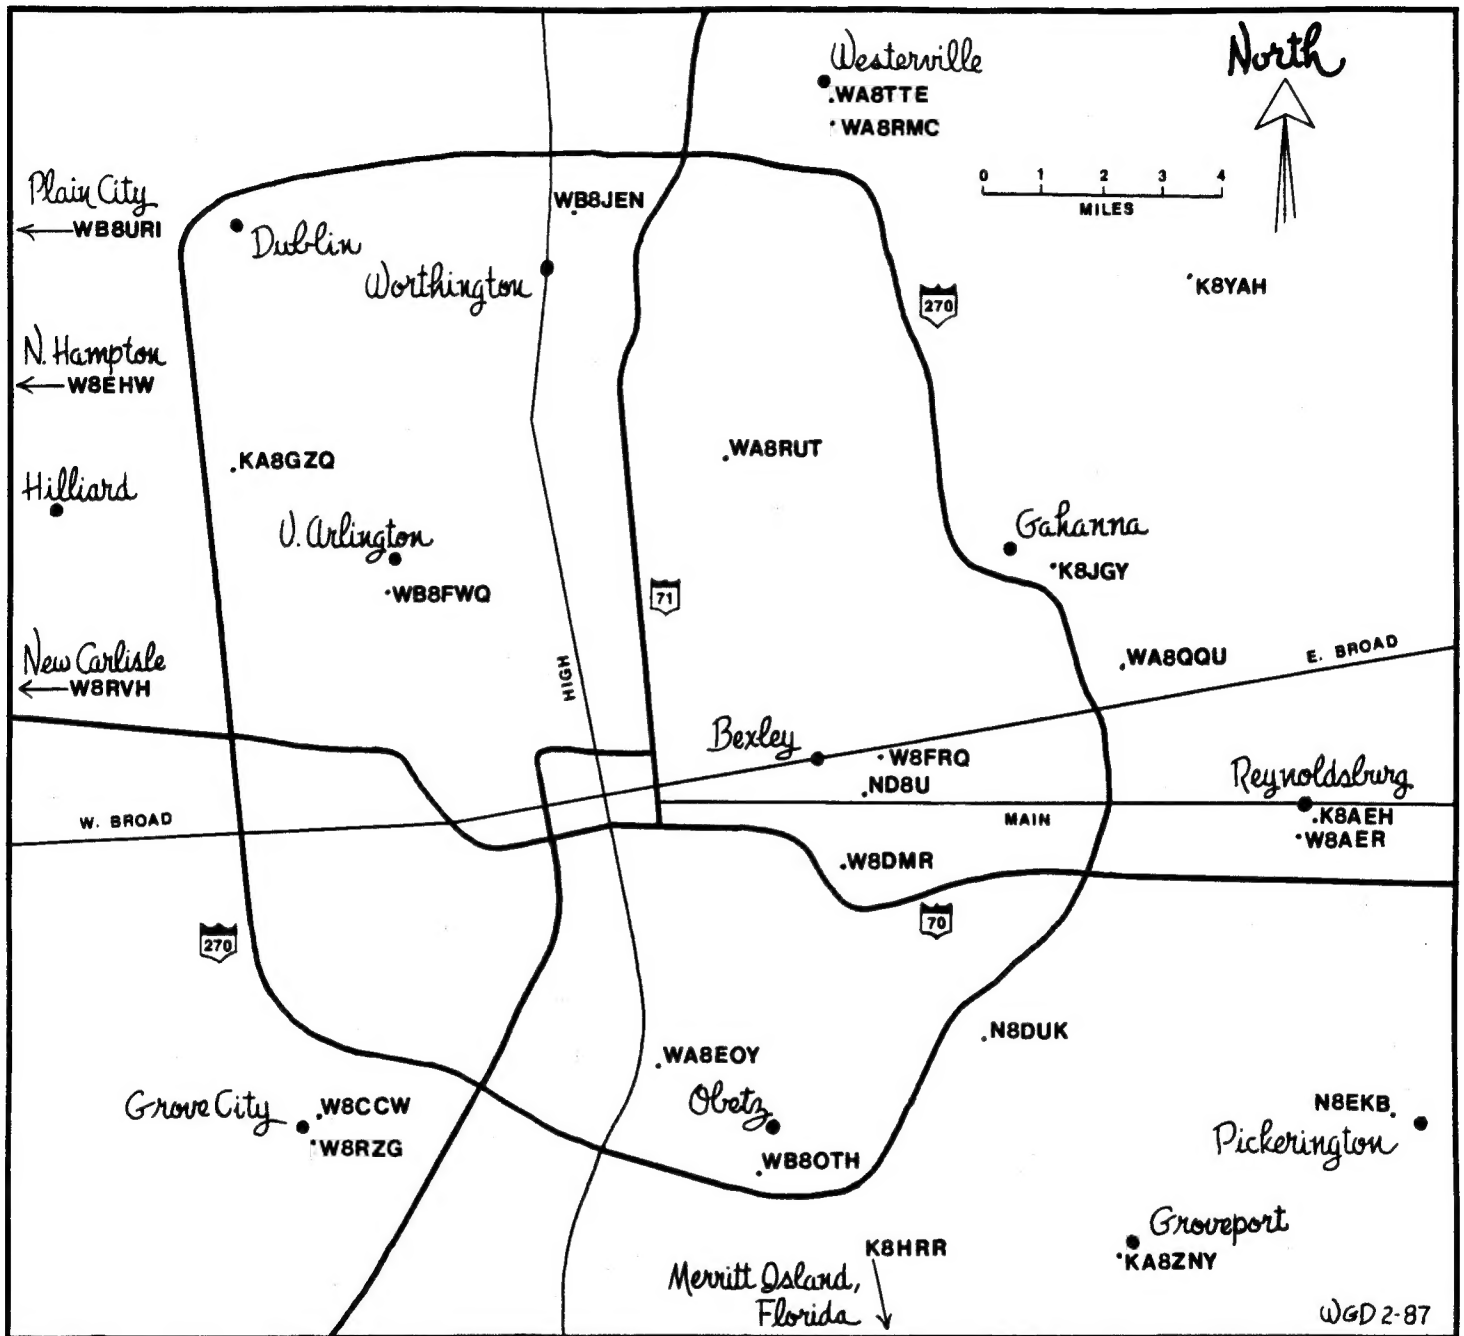 North
Westerville
WA8TTE
WA8RMC
0 1 2 3 4
MILES
Plain City
WB8URI
Dublin
WB8JEN
Worthington
270
K8YAH
N. Hampton
W8EHW
KA8GZQ
WA8RUT
Hilliard
U. Arlington
WB8FWQ
Gahanna
K8JGY
71
New Carlisle
W8RVH
HIGH
WA8QQU
E. BROAD
Bexley
W8FRQ
ND8U
Reynoldsburg
K8AEH
W8AER
W. BROAD
MAIN
W8DMR
270
70
N8DUK
WA8EOY
Obetz
Grove City
W8CCW
W8RZG
N8EKB
Pickerington
WB8OTH
Groveport
KA8ZNY
K8HRR
Merritt Island,
Florida
WGD 2-87